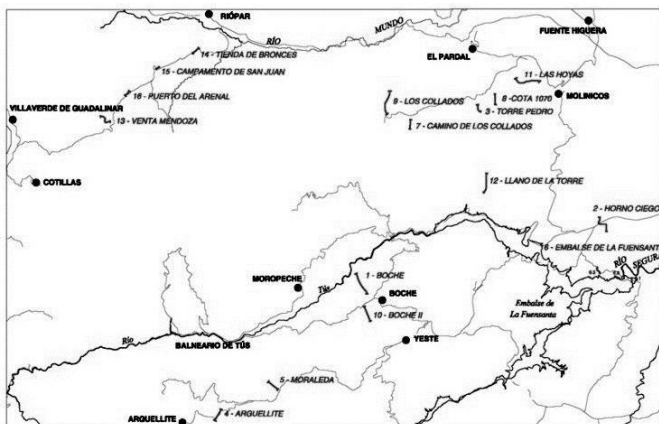 RIÓPAR
RÍO
MUNDO
FUENTE HIGUERA
14 - TIENDA DE BRONCES
EL PARDAL
15 - CAMPAMENTO DE SAN JUAN
11 - LAS HOYAS
16 - PUERTO DEL ARENAL
9 - LOS COLLADOS
8 -COTA 1070
MOLINICOS
VILLAVERDE DE GUADALINAR
3 - TORRE PEDRO
13 - VENTA MENDOZA
7 - CAMINO DE LOS COLLADOS
COTILLAS
12 - LLANO DE LA TORRE
2 - HORNO CIEGO
6 - EMBALSE DE LA FUENSANTA
RÍO
SEGURA
1 - BOCHE
MOROPECHE
Tús
BOCHE
Embalse de
La Fuensanta
10 - BOCHE II
Río
BALNEARIO DE TÚS
YESTE
5 - MORALEDA
4 - ARGUELLITE
ARGUELLITE